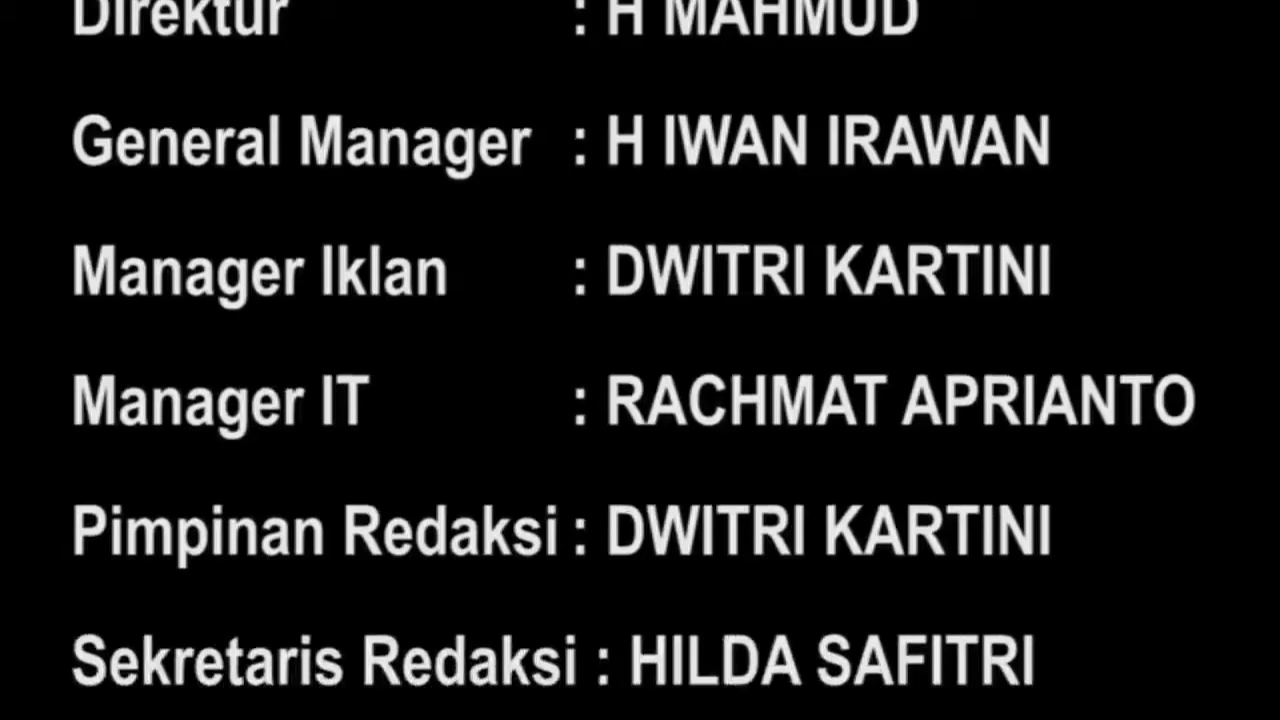 Direktur : H MAHMUD
General Manager : H IWAN IRAWAN
Manager Iklan : DWITRI KARTINI
Manager IT : RACHMAT APRIANTO
Pimpinan Redaksi : DWITRI KARTINI
Sekretaris Redaksi : HILDA SAFITRI